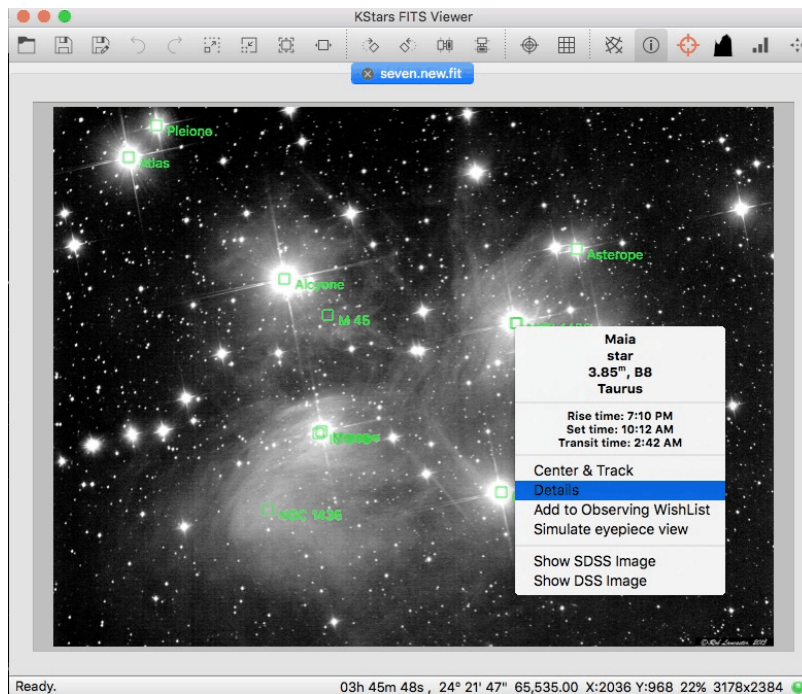 KStars FITS Viewer
seven.new.fit
Pleione
Atlas
Asterope
Alcyone
M 45
Maia
star
3.85m, B8
Taurus
Rise time: 7:10 PM
Set time: 10:12 AM
Transit time: 2:42 AM
Center & Track
Details
Add to Observing WishList
Simulate eyepiece view
Show SDSS Image
Show DSS Image
Ready.
03h 45m 48s , 24° 21' 47" 65,535.00 X:2036 Y:968 22% 3178x2384